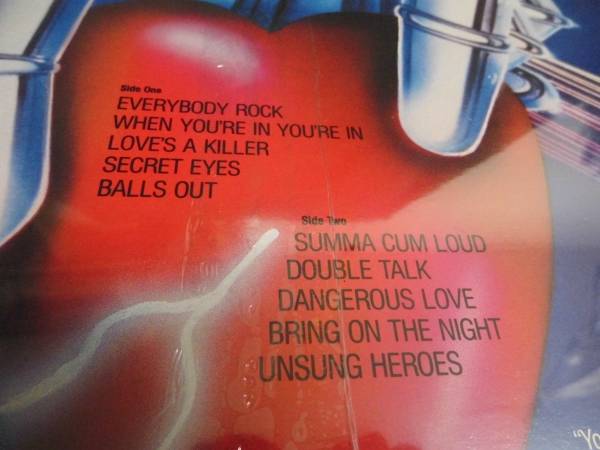 Side One
EVERYBODY ROCK
WHEN YOU'RE IN YOU'RE IN
LOVE'S A KILLER
SECRET EYES
BALLS OUT
Side Two
SUMMA CUM LOUD
DOUBLE TALK
DANGEROUS LOVE
BRING ON THE NIGHT
UNSUNG HEROES